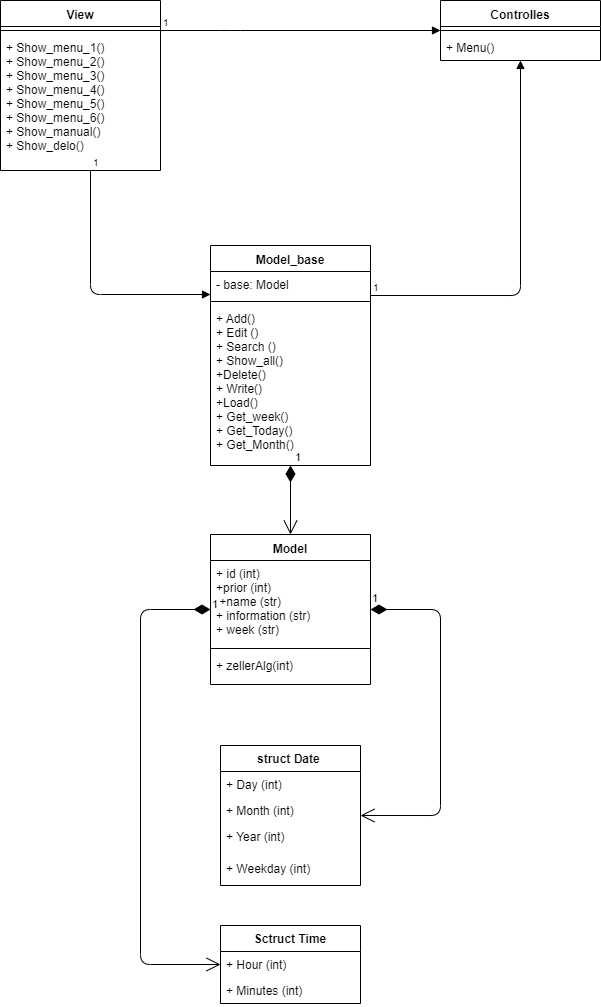 View
+ Show_menu_1()
+ Show_menu_2()
+ Show_menu_3()
+ Show_menu_4()
+ Show_menu_5()
+ Show_menu_6()
+ Show_manual()
+ Show_delo()
1
1
Controlles
+ Menu()
Model_base
- base: Model
1
+ Add()
+ Edit ()
+ Search ()
+ Show_all()
+Delete()
+ Write()
+Load()
+ Get_week()
+ Get_Today()
+ Get_Month()
1
Model
+ id (int)
+prior (int)
+name (str)
+ information (str)
+ week (str)
1
1
+ zellerAlg(int)
struct Date
+ Day (int)
+ Month (int)
+ Year (int)
+ Weekday (int)
Sctruct Time
+ Hour (int)
+ Minutes (int)